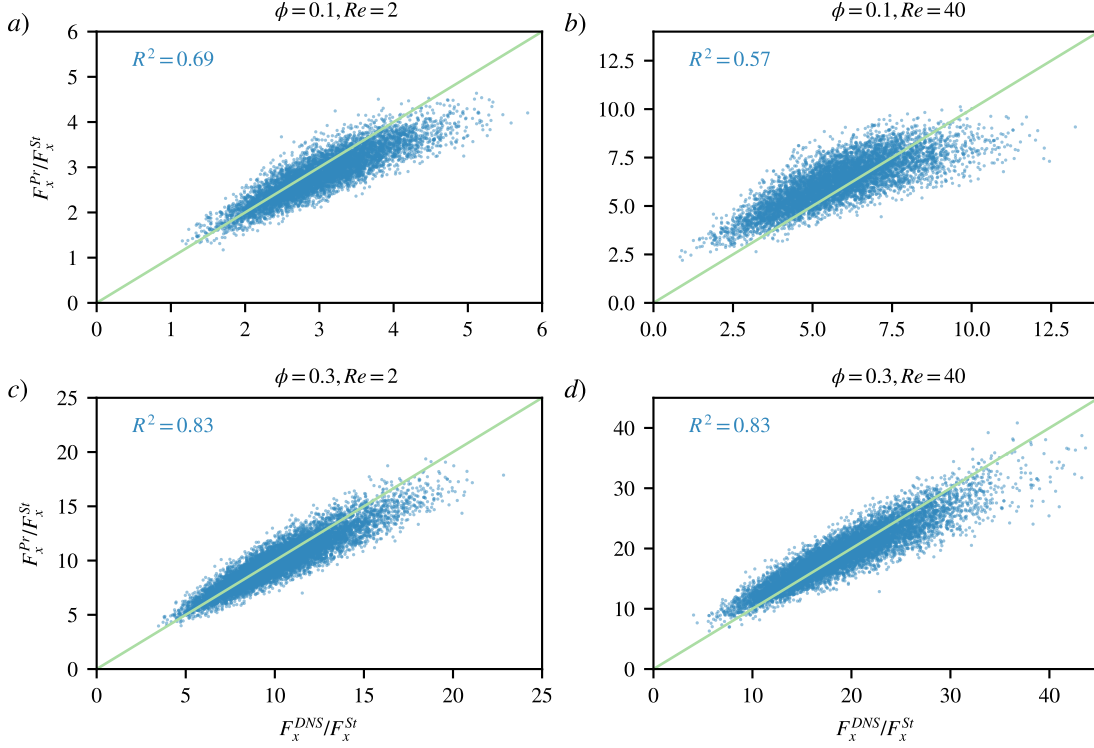 a)
ϕ = 0.1, Re = 2
R² = 0.69
6
5
4
3
2
1
0
F_x^{Pr}/F_x^{St}
0 1 2 3 4 5 6
b)
ϕ = 0.1, Re = 40
R² = 0.57
12.5
10.0
7.5
5.0
2.5
0.0
0.0 2.5 5.0 7.5 10.0 12.5
c)
ϕ = 0.3, Re = 2
R² = 0.83
25
20
15
10
5
0
F_x^{Pr}/F_x^{St}
0 5 10 15 20 25
F_x^{DNS}/F_x^{St}
d)
ϕ = 0.3, Re = 40
R² = 0.83
40
30
20
10
0
0 10 20 30 40
F_x^{DNS}/F_x^{St}